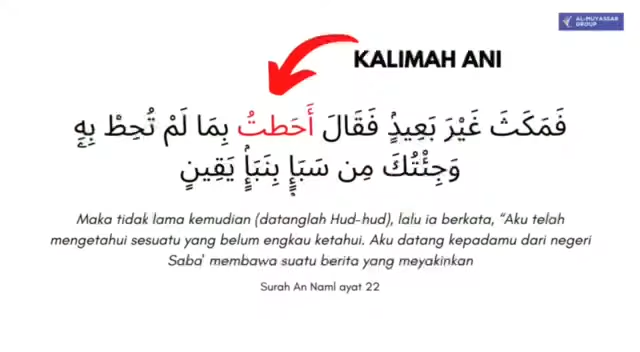 AL-MUYASSAR
GROUP
KALIMAH ANI
فَمَكَثَ غَيْرَ بَعِيدٍ فَقَالَ أَحَطتُ بِمَا لَمْ تُحِطْ بِهِۦ
وَجِئْتُكَ مِن سَبَإٍۭ بِنَبَإٍۢ يَقِينٍ
Maka tidak lama kemudian (datanglah Hud-hud), lalu ia berkata, “Aku telah
mengetahui sesuatu yang belum engkau ketahui. Aku datang kepadamu dari negeri
Saba' membawa suatu berita yang meyakinkan
Surah An Naml ayat 22